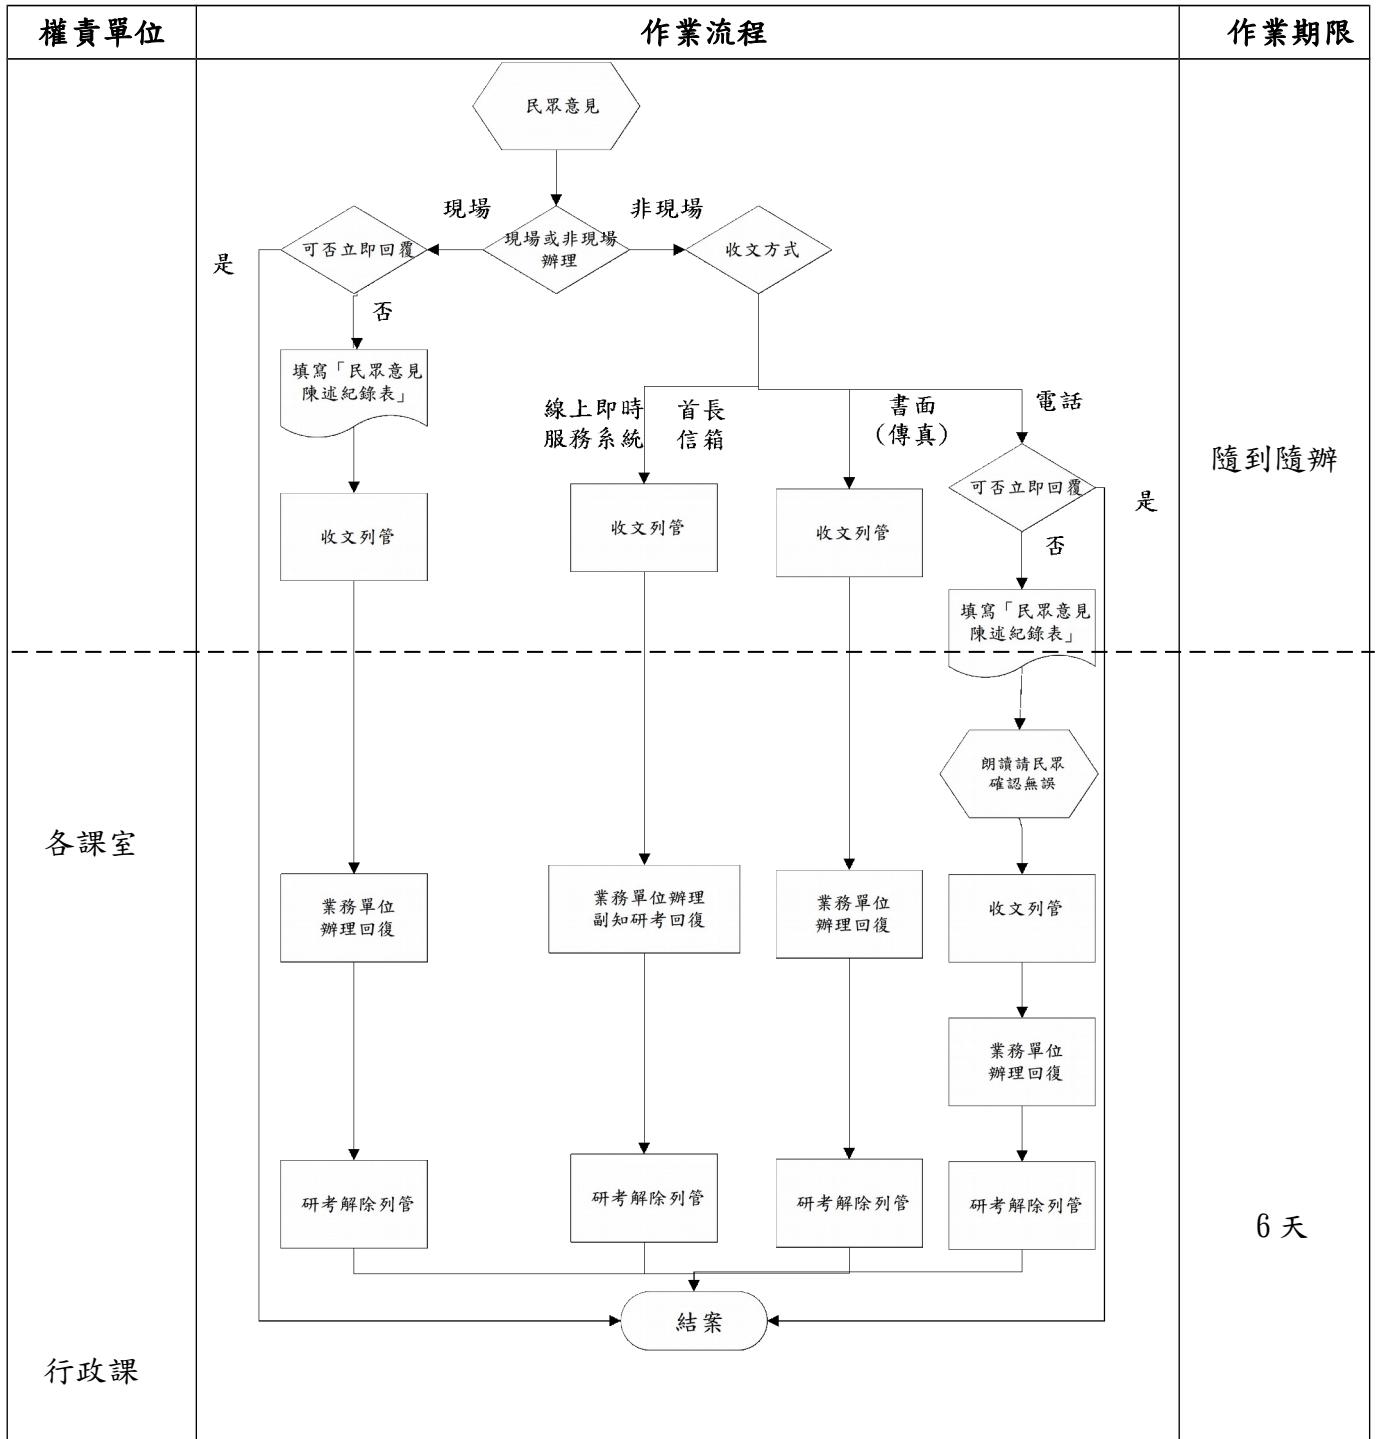 權責單位
作業流程
作業期限
民眾意見
現場
非現場
是
可否立即回覆
現場或非現場
辦理
收文方式
否
填寫「民眾意見
陳述紀錄表」
線上即時
服務系統
首長
信箱
書面
(傳真)
電話
隨到隨辦
可否立即回覆
是
收文列管
收文列管
收文列管
否
填寫「民眾意見
陳述紀錄表」
朗讀請民眾
確認無誤
各課室
業務單位
辦理回復
業務單位辦理
副知研考回復
業務單位
辦理回復
收文列管
業務單位
辦理回復
研考解除列管
研考解除列管
研考解除列管
研考解除列管
6 天
結案
行政課